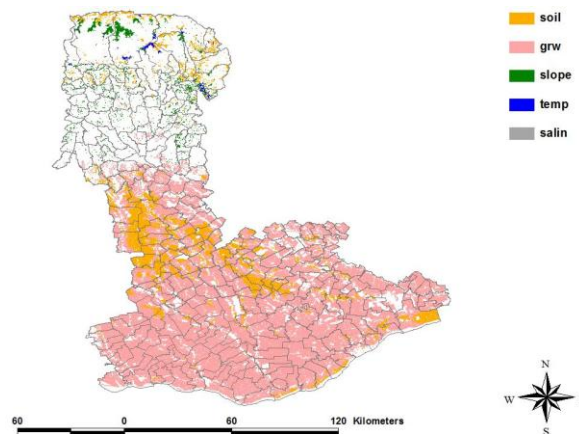 soil
grw
slope
temp
salin
N
W E
S
60 0 60 120 Kilometers